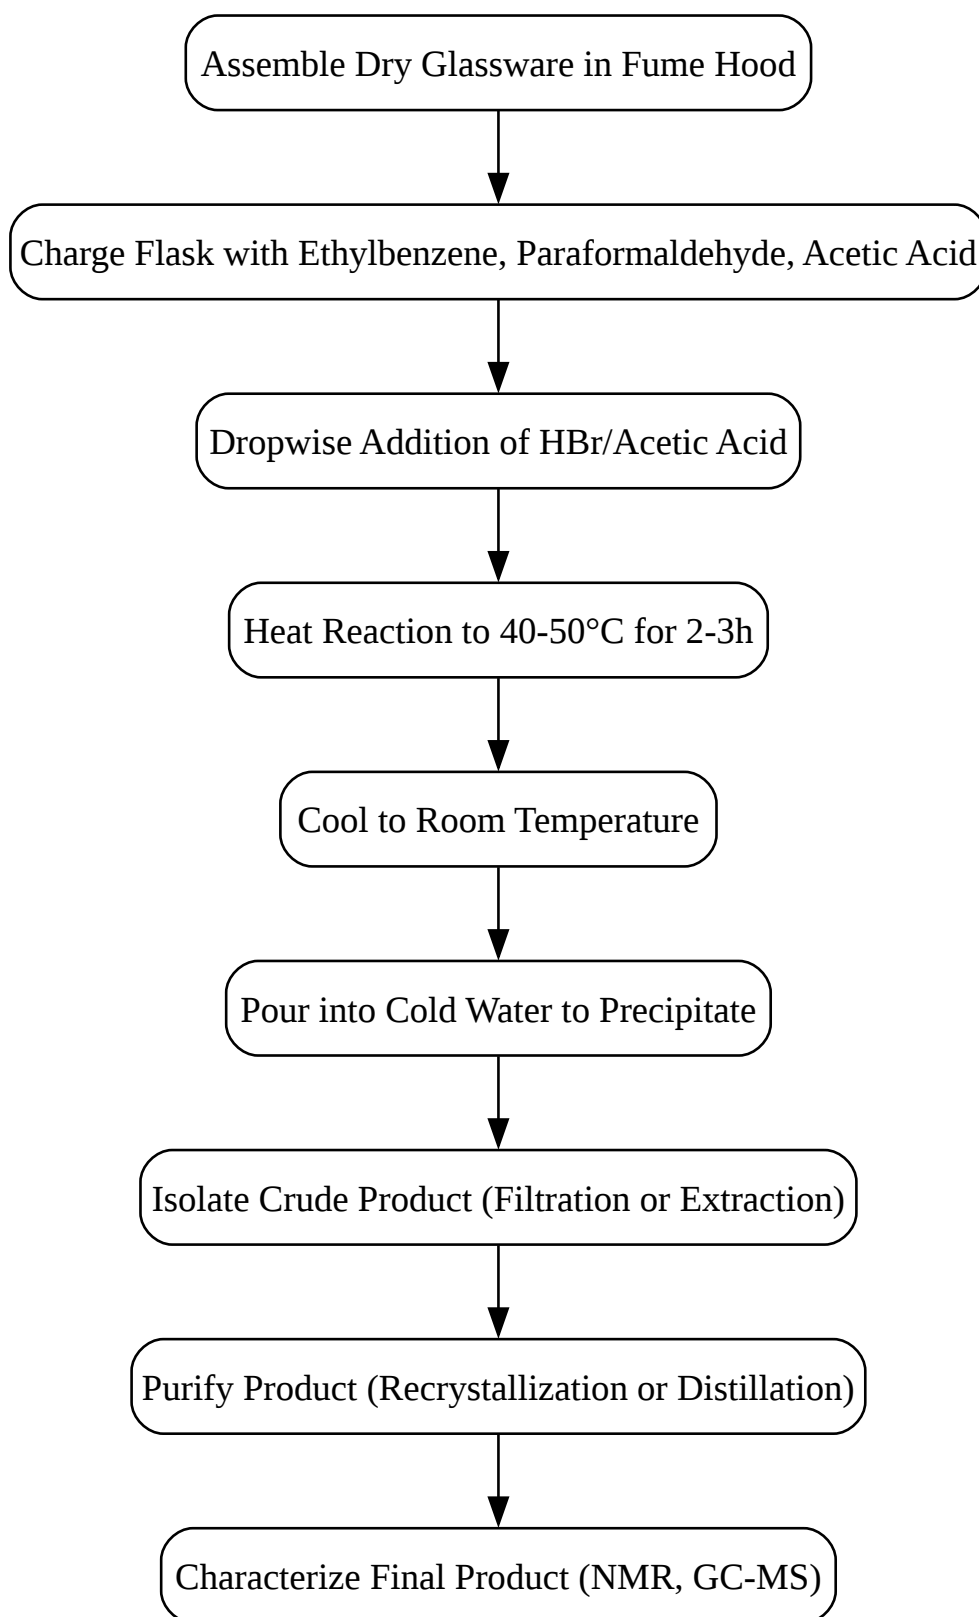 Assemble Dry Glassware in Fume Hood
Charge Flask with Ethylbenzene, Paraformaldehyde, Acetic Acid
Dropwise Addition of HBr/Acetic Acid
Heat Reaction to 40-50°C for 2-3h
Cool to Room Temperature
Pour into Cold Water to Precipitate
Isolate Crude Product (Filtration or Extraction)
Purify Product (Recrystallization or Distillation)
Characterize Final Product (NMR, GC-MS)